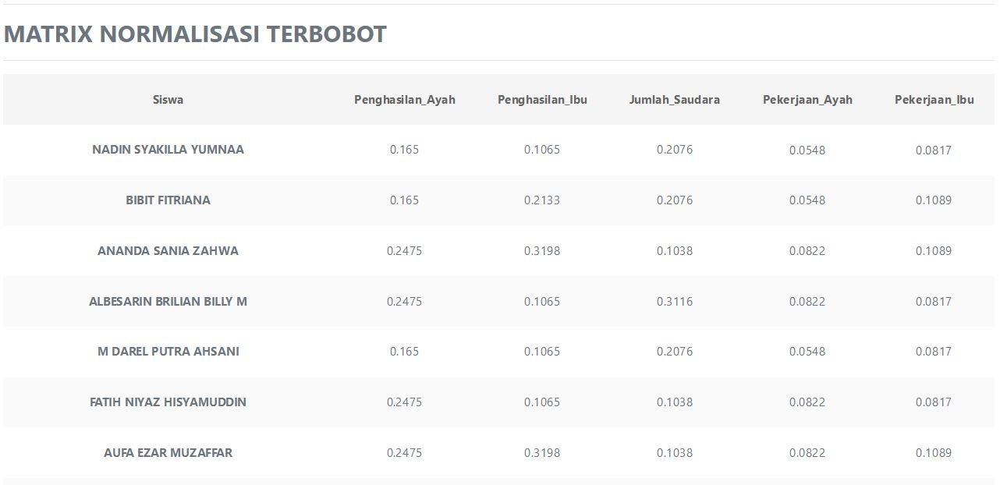 MATRIX NORMALISASI TERBOBOT
Siswa Penghasilan_Ayah Penghasilan_Ibu Jumlah_Saudara Pekerjaan_Ayah Pekerjaan_Ibu
NADIN SYAKILLA YUMNAA 0.165 0.1065 0.2076 0.0548 0.0817
BIBIT FITRIANA 0.165 0.2133 0.2076 0.0548 0.1089
ANANDA SANIA ZAHWA 0.2475 0.3198 0.1038 0.0822 0.1089
ALBESARIN BRILIAN BILLY M 0.2475 0.1065 0.3116 0.0822 0.0817
M DAREL PUTRA AHSANI 0.165 0.1065 0.2076 0.0548 0.0817
FATIH NIYAZ HISYAMUDDIN 0.2475 0.1065 0.1038 0.0822 0.0817
AUFA EZAR MUZAFFAR 0.2475 0.3198 0.1038 0.0822 0.1089